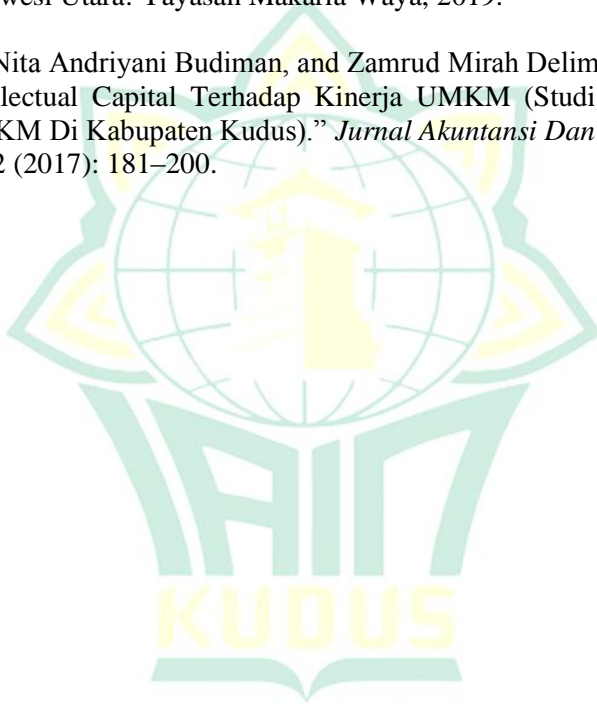 wesi Utara: Yayasan Makaria Waya, 2019.
Nita Andriyani Budiman, and Zamrud Mirah Delim
lectual Capital Terhadap Kinerja UMKM (Studi
KM Di Kabupaten Kudus).” Jurnal Akuntansi Dan
2 (2017): 181–200.
IAIN
KUDUS